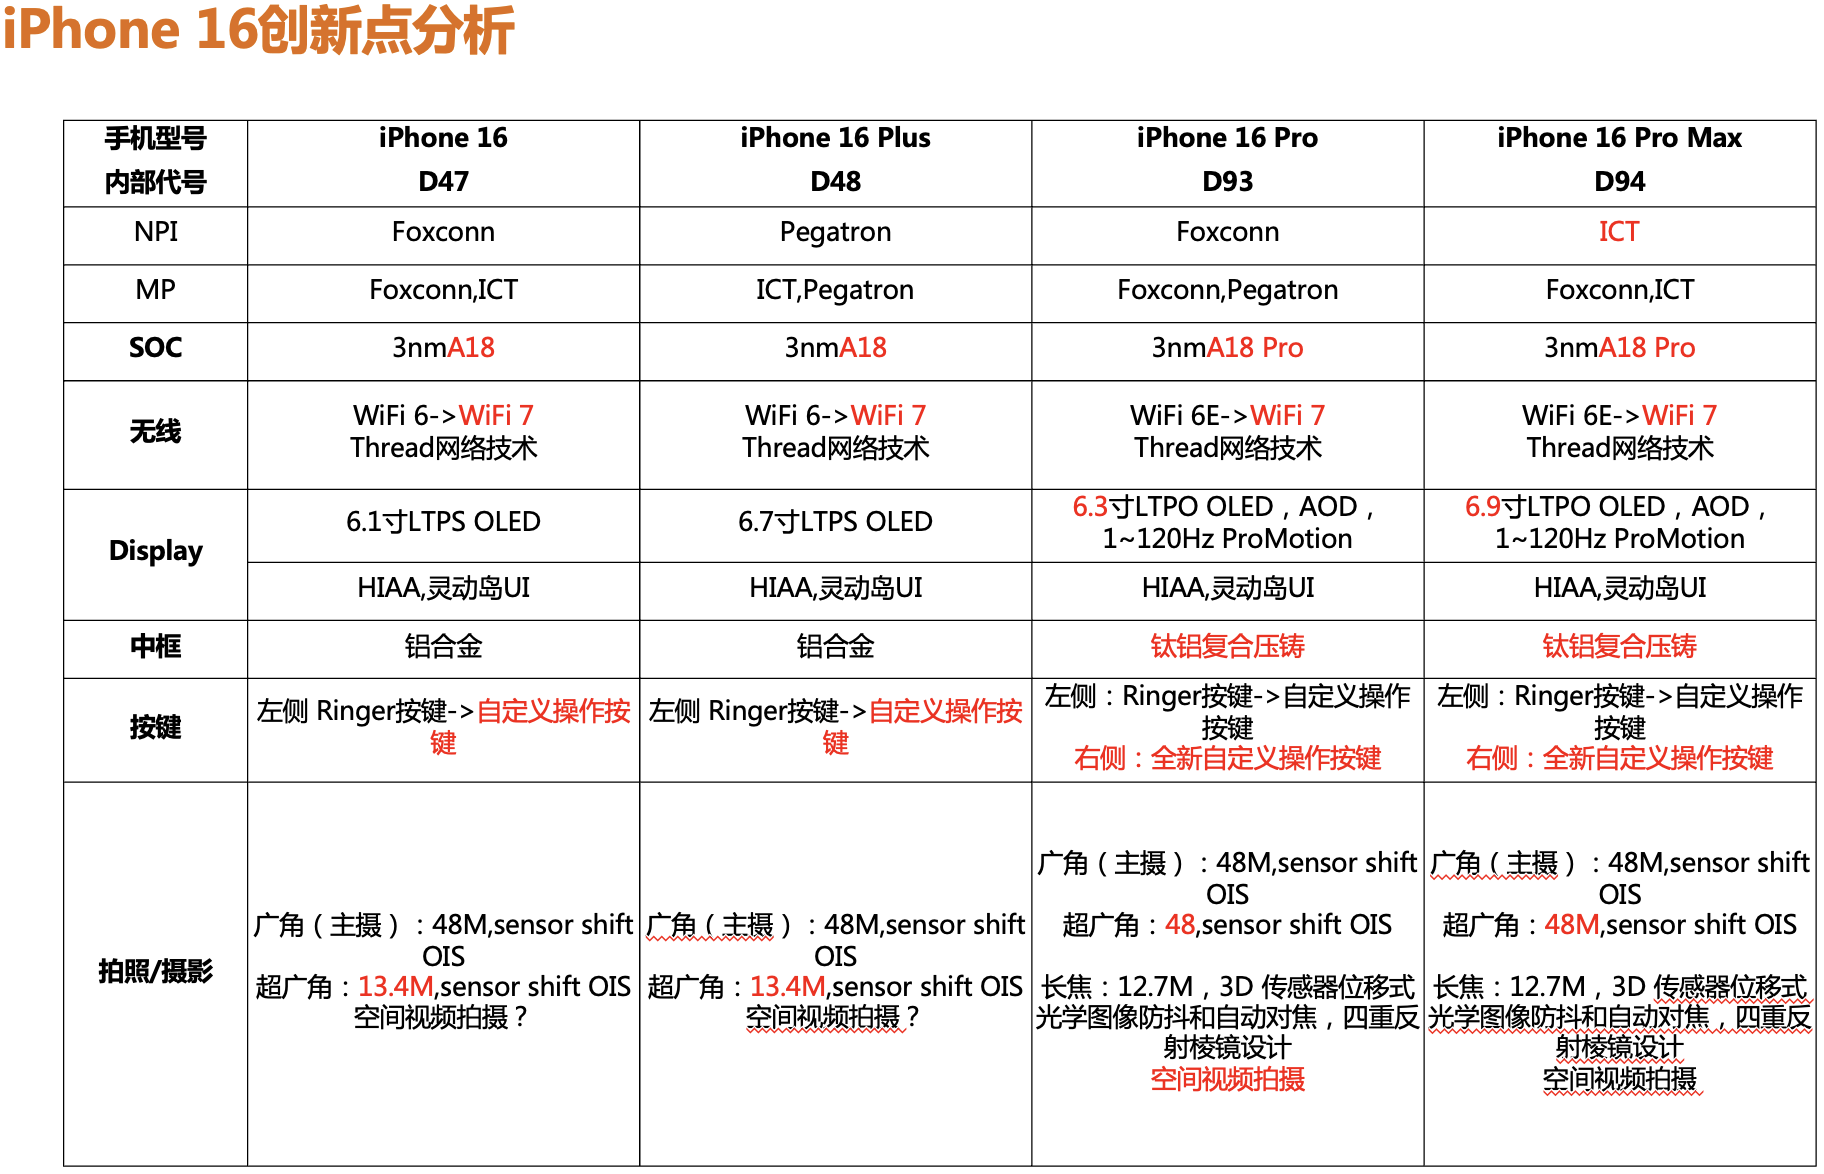 iPhone 16创新点分析
手机型号
内部代号
iPhone 16
D47
iPhone 16 Plus
D48
iPhone 16 Pro
D93
iPhone 16 Pro Max
D94
NPI
Foxconn
Pegatron
Foxconn
ICT
MP
Foxconn,ICT
ICT,Pegatron
Foxconn,Pegatron
Foxconn,ICT
SOC
3nmA18
3nmA18
3nmA18 Pro
3nmA18 Pro
无线
WiFi 6->WiFi 7
Thread网络技术
WiFi 6->WiFi 7
Thread网络技术
WiFi 6E->WiFi 7
Thread网络技术
WiFi 6E->WiFi 7
Thread网络技术
Display
6.1寸LTPS OLED
6.7寸LTPS OLED
6.3寸LTPO OLED，AOD，
1~120Hz ProMotion
6.9寸LTPO OLED，AOD，
1~120Hz ProMotion
HIAA,灵动岛UI
HIAA,灵动岛UI
HIAA,灵动岛UI
HIAA,灵动岛UI
中框
铝合金
铝合金
钛铝复合压铸
钛铝复合压铸
按键
左侧 Ringer按键->自定义操作按
键
左侧 Ringer按键->自定义操作按
键
左侧：Ringer按键->自定义操作
按键
右侧：全新自定义操作按键
左侧：Ringer按键->自定义操作
按键
右侧：全新自定义操作按键
拍照/摄影
广角（主摄）：48M,sensor shift
OIS
超广角：13.4M,sensor shift OIS
空间视频拍摄？
广角（主摄）：48M,sensor shift
OIS
超广角：13.4M,sensor shift OIS
空间视频拍摄？
广角（主摄）：48M,sensor shift
OIS
超广角：48,sensor shift OIS
长焦：12.7M，3D 传感器位移式
光学图像防抖和自动对焦，四重反
射棱镜设计
空间视频拍摄
广角（主摄）：48M,sensor shift
OIS
超广角：48M,sensor shift OIS
长焦：12.7M，3D 传感器位移式
光学图像防抖和自动对焦，四重反
射棱镜设计
空间视频拍摄